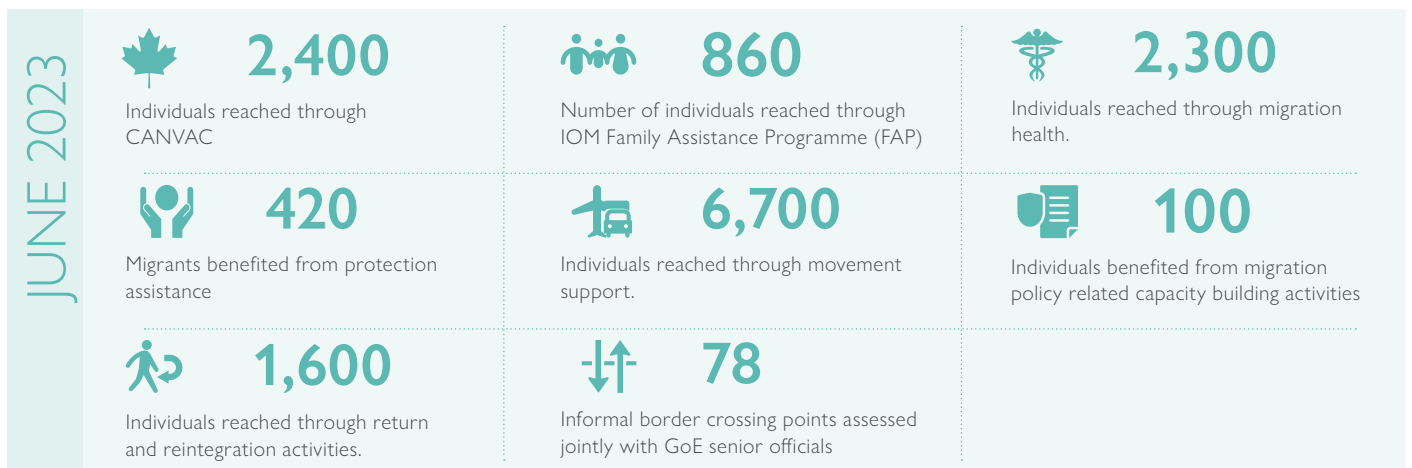 JUNE 2023
2,400
Individuals reached through
CANVAC
860
Number of individuals reached through
IOM Family Assistance Programme (FAP)
2,300
Individuals reached through migration
health.
420
Migrants benefited from protection
assistance
6,700
Individuals reached through movement
support.
100
Individuals benefited from migration
policy related capacity building activities
1,600
Individuals reached through return
and reintegration activities.
78
Informal border crossing points assessed
jointly with GoE senior officials